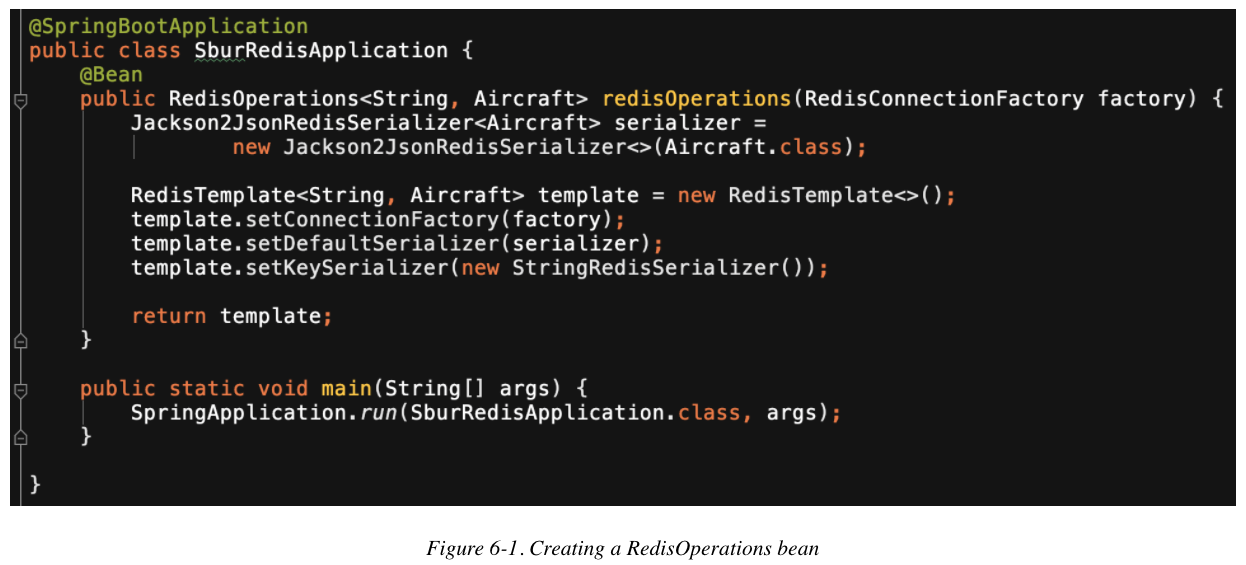 @SpringBootApplication
public class SburRedisApplication {
    @Bean
    public RedisOperations<String, Aircraft> redisOperations(RedisConnectionFactory factory) {
        Jackson2JsonRedisSerializer<Aircraft> serializer =
                new Jackson2JsonRedisSerializer<>(Aircraft.class);

        RedisTemplate<String, Aircraft> template = new RedisTemplate<>();
        template.setConnectionFactory(factory);
        template.setDefaultSerializer(serializer);
        template.setKeySerializer(new StringRedisSerializer());

        return template;
    }

    public static void main(String[] args) {
        SpringApplication.run(SburRedisApplication.class, args);
    }

}
Figure 6-1. Creating a RedisOperations bean